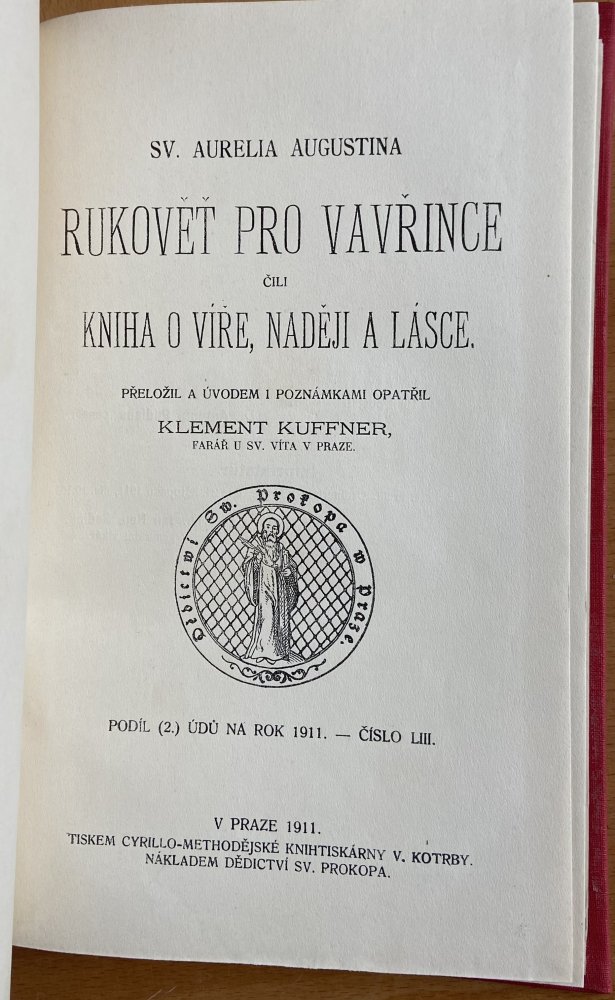 SV. AURELIA AUGUSTINA
RUKOVĚŤ PRO VAVŘINCE
ČILI
KNIHA O VÍŘE, NADĚJI A LÁSCE.
PŘELOŽIL A ÚVODEM I POZNÁMKAMI OPATŘIL
KLEMENT KUFFNER,
FARÁŘ U SV. VÍTA V PRAZE.
Dědictwí Sw. Prokopa w Praze.
PODÍL (2.) ÚDŮ NA ROK 1911. — ČÍSLO LIII.
V PRAZE 1911.
TISKEM CYRILLO-METHODĚJSKÉ KNIHTISKÁRNY V. KOTRBY.
NÁKLADEM DĚDICTVÍ SV. PROKOPA.